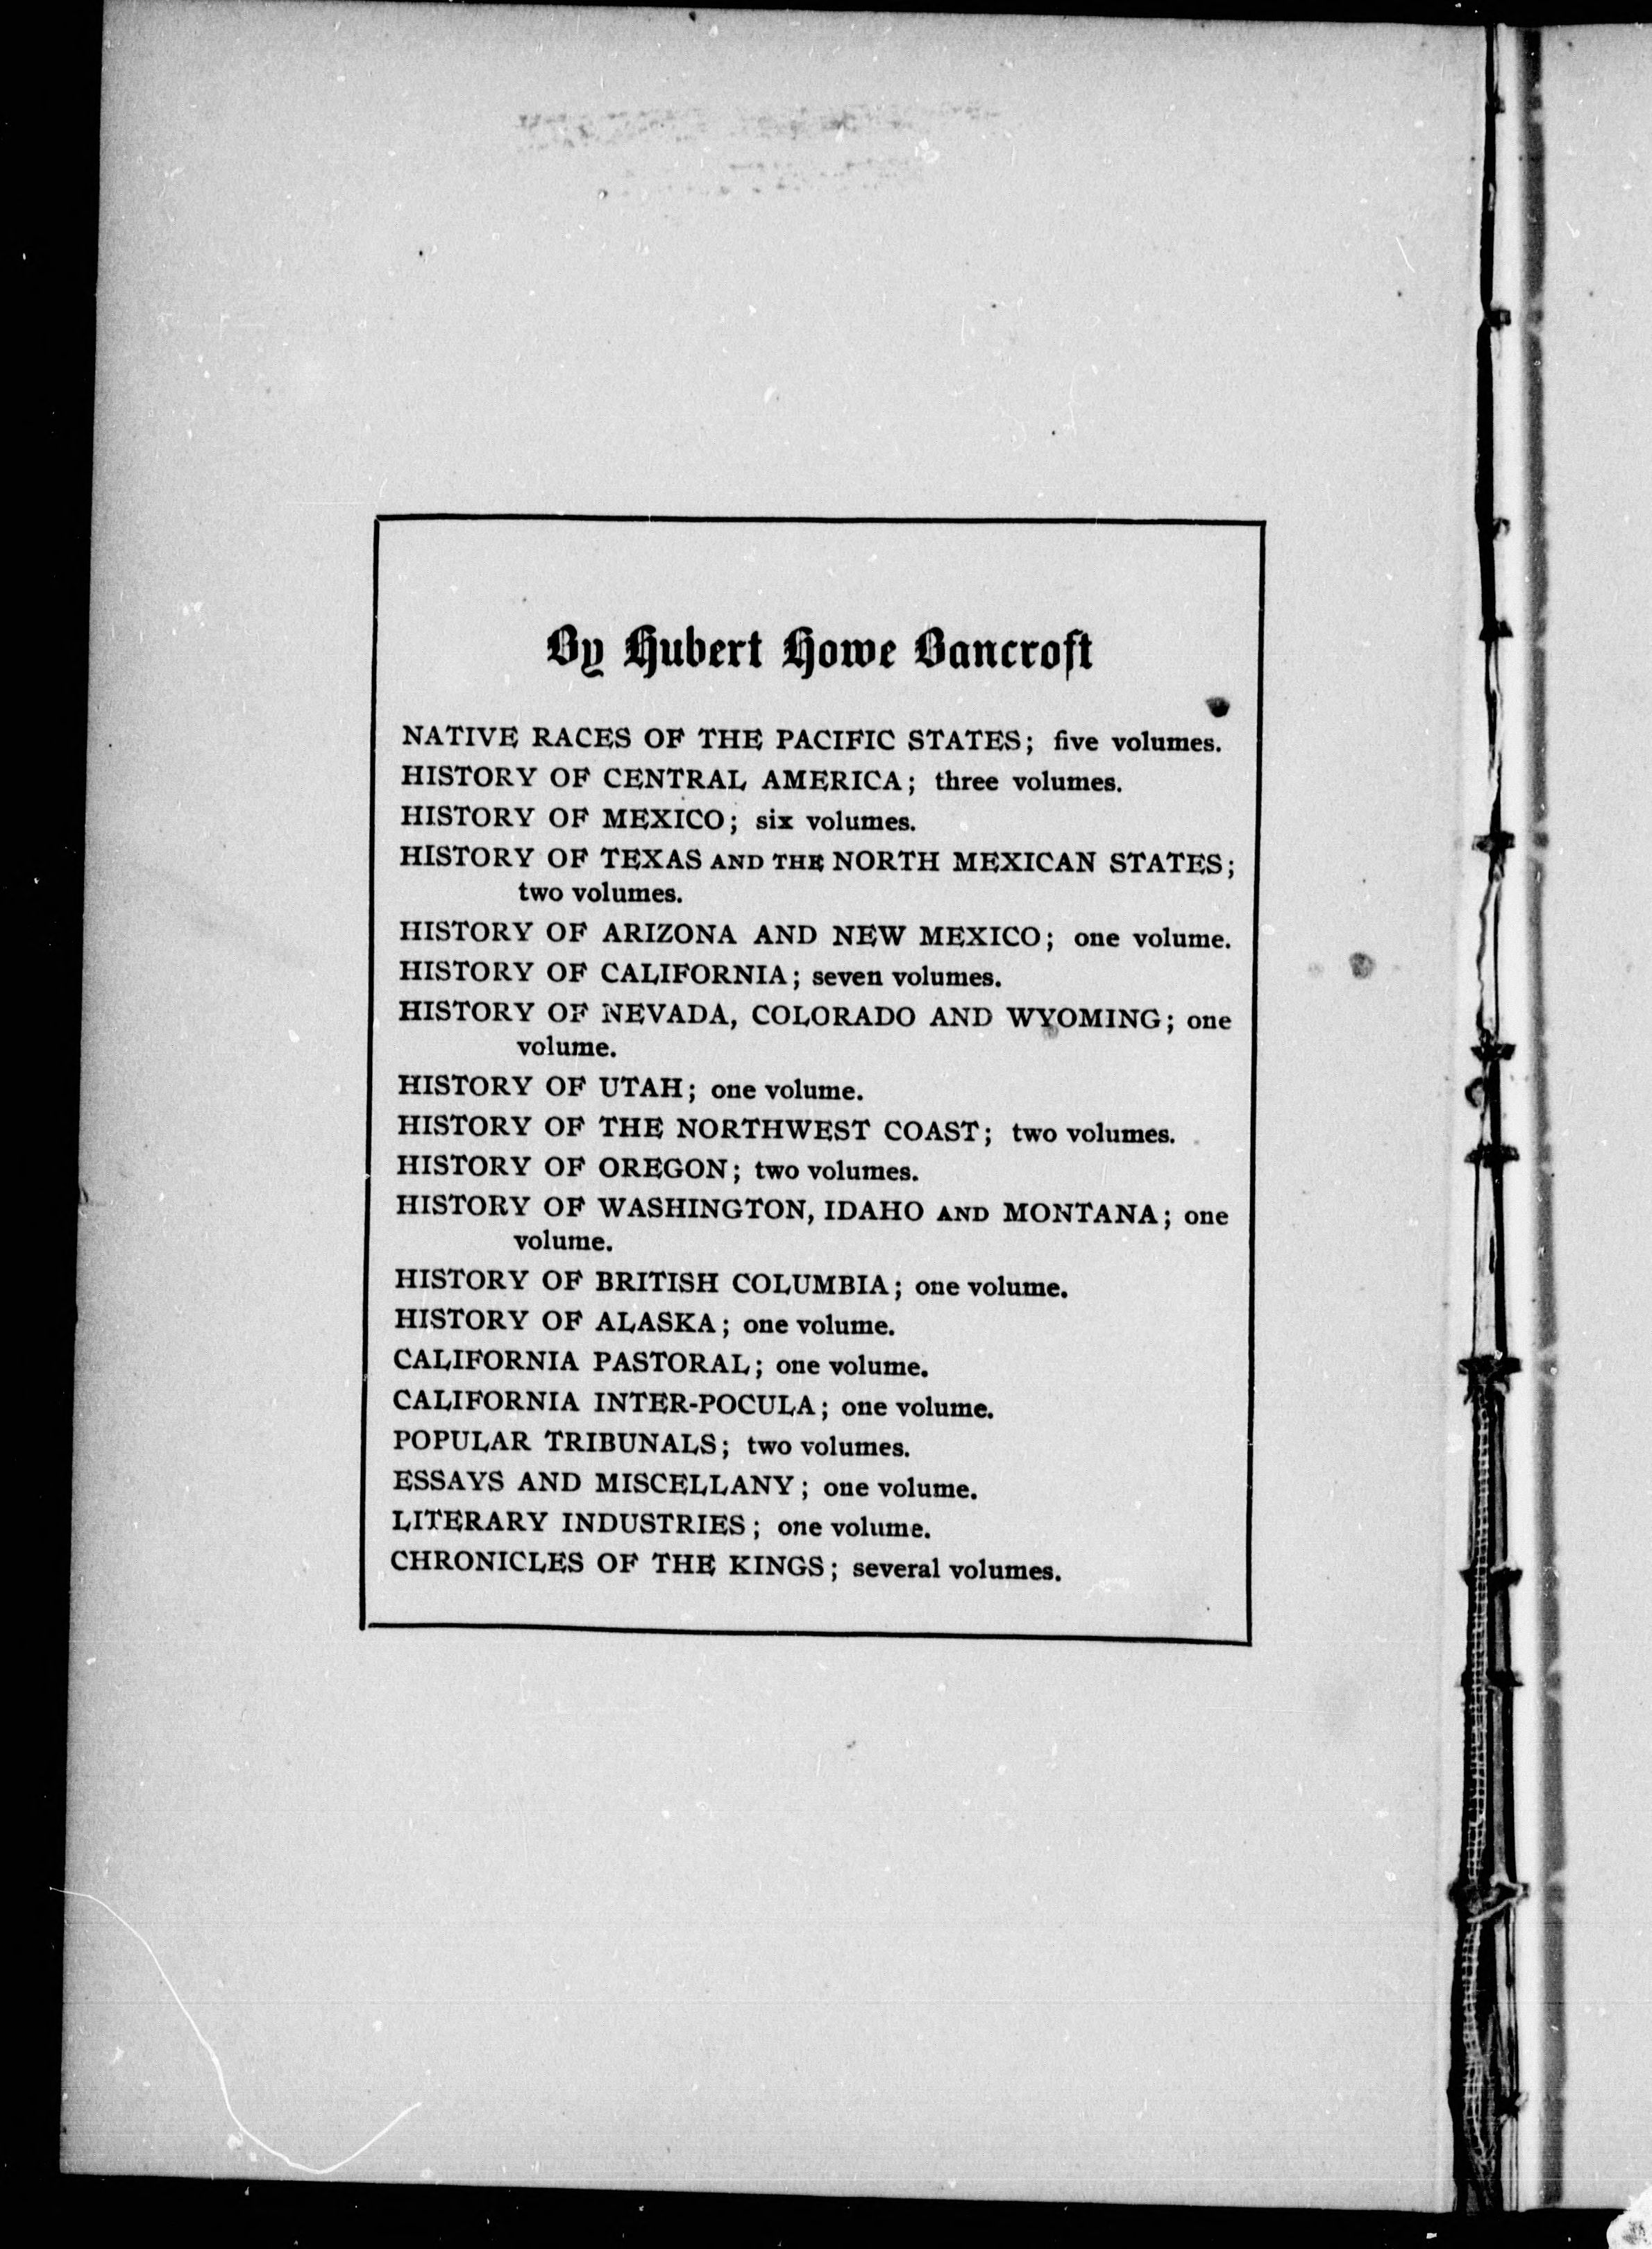 By Hubert Howe Bancroft
NATIVE RACES OF THE PACIFIC STATES; five volumes.
HISTORY OF CENTRAL AMERICA; three volumes.
HISTORY OF MEXICO; six volumes.
HISTORY OF TEXAS AND THE NORTH MEXICAN STATES;
two volumes.
HISTORY OF ARIZONA AND NEW MEXICO; one volume.
HISTORY OF CALIFORNIA; seven volumes.
HISTORY OF NEVADA, COLORADO AND WYOMING; one
volume.
HISTORY OF UTAH; one volume.
HISTORY OF THE NORTHWEST COAST; two volumes.
HISTORY OF OREGON; two volumes.
HISTORY OF WASHINGTON, IDAHO AND MONTANA; one
volume.
HISTORY OF BRITISH COLUMBIA; one volume.
HISTORY OF ALASKA; one volume.
CALIFORNIA PASTORAL; one volume.
CALIFORNIA INTER-POCULA; one volume.
POPULAR TRIBUNALS; two volumes.
ESSAYS AND MISCELLANY; one volume.
LITERARY INDUSTRIES; one volume.
CHRONICLES OF THE KINGS; several volumes.